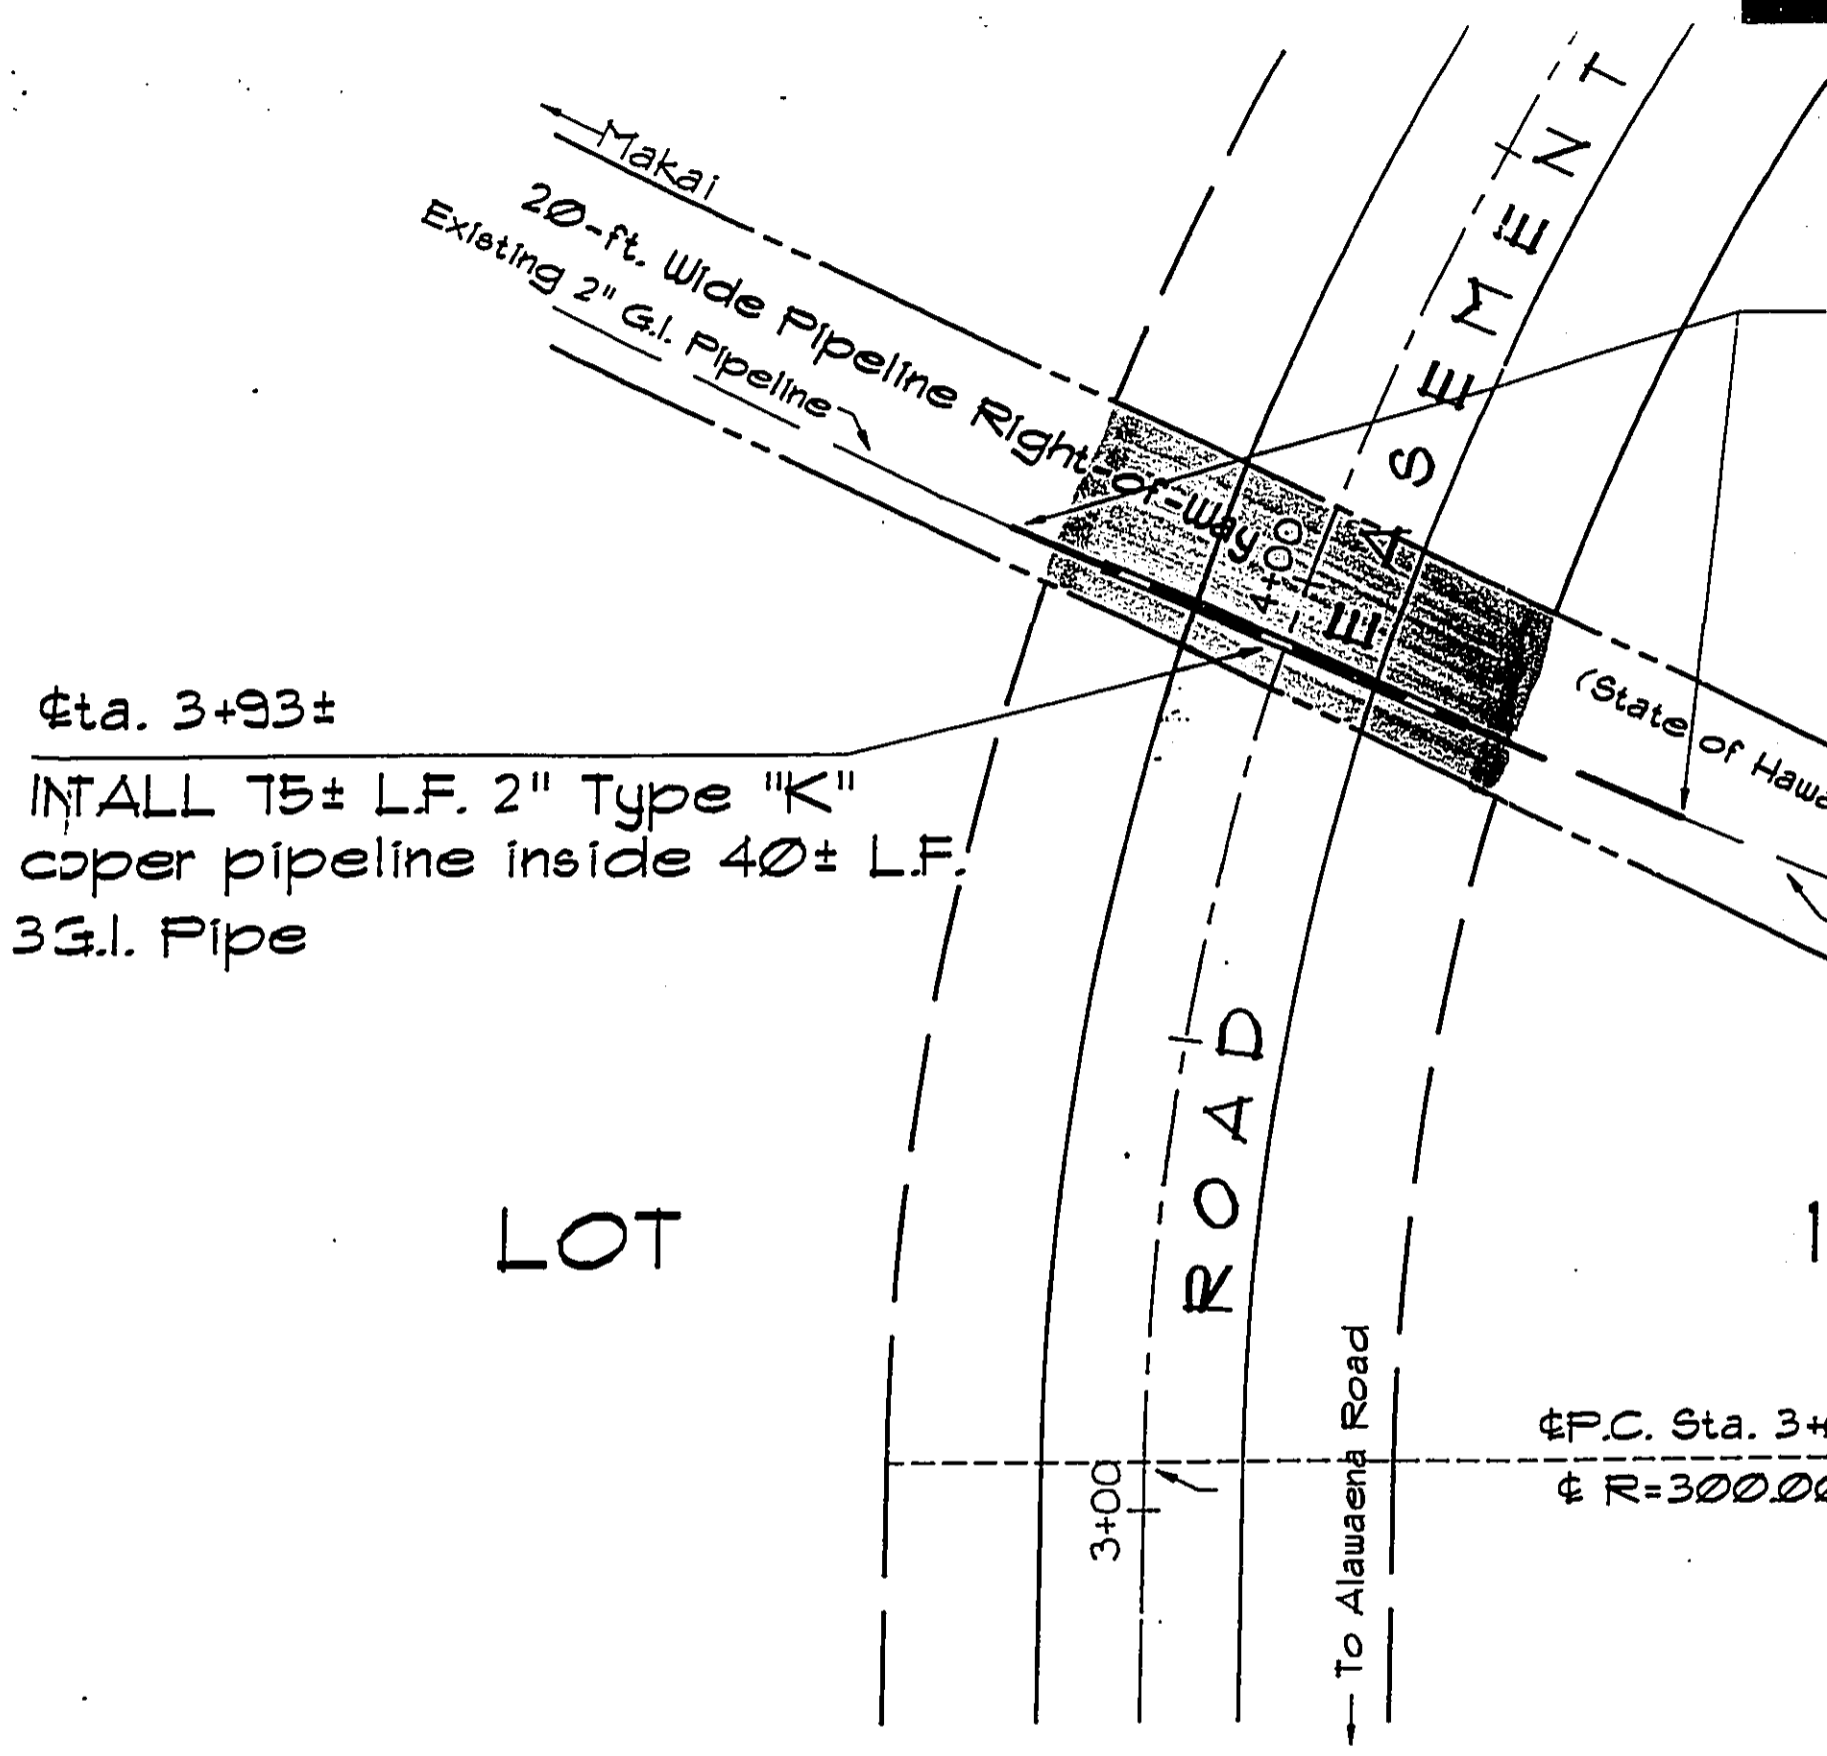 Makai
20-ft. Wide Pipeline Right-of-way
Existing 2" G.I. Pipeline
EASEMENT
4+00
(State of Hawa
₵ta. 3+93±
INTALL 75± L.F. 2" Type "K"
coper pipeline inside 40± L.F.
3G.I. Pipe
ROAD
LOT
1
To Alawaena Road
3+00
₵P.C. Sta. 3+
₵ R=300.00